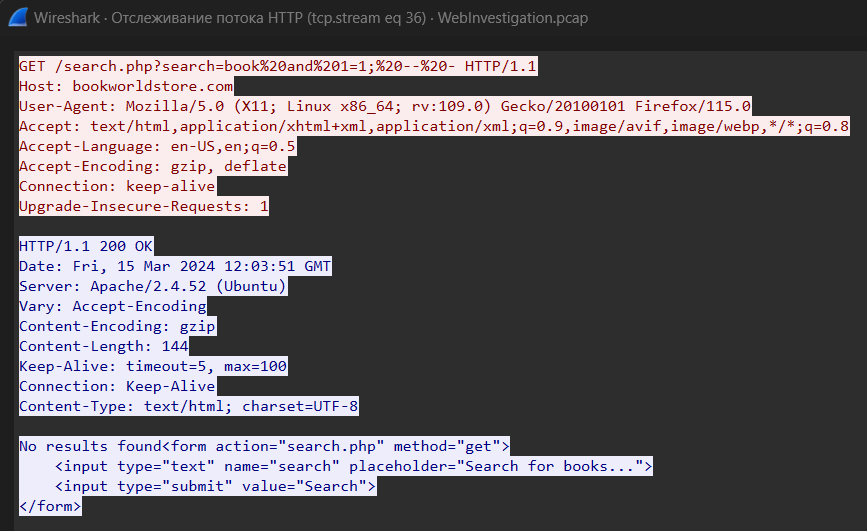 Wireshark · Отслеживание потока HTTP (tcp.stream eq 36) · WebInvestigation.pcap
GET /search.php?search=book%20and%201=1;%20--%20- HTTP/1.1
Host: bookworldstore.com
User-Agent: Mozilla/5.0 (X11; Linux x86_64; rv:109.0) Gecko/20100101 Firefox/115.0
Accept: text/html,application/xhtml+xml,application/xml;q=0.9,image/avif,image/webp,*/*;q=0.8
Accept-Language: en-US,en;q=0.5
Accept-Encoding: gzip, deflate
Connection: keep-alive
Upgrade-Insecure-Requests: 1
HTTP/1.1 200 OK
Date: Fri, 15 Mar 2024 12:03:51 GMT
Server: Apache/2.4.52 (Ubuntu)
Vary: Accept-Encoding
Content-Encoding: gzip
Content-Length: 144
Keep-Alive: timeout=5, max=100
Connection: Keep-Alive
Content-Type: text/html; charset=UTF-8
No results found<form action="search.php" method="get">
    <input type="text" name="search" placeholder="Search for books...">
    <input type="submit" value="Search">
</form>